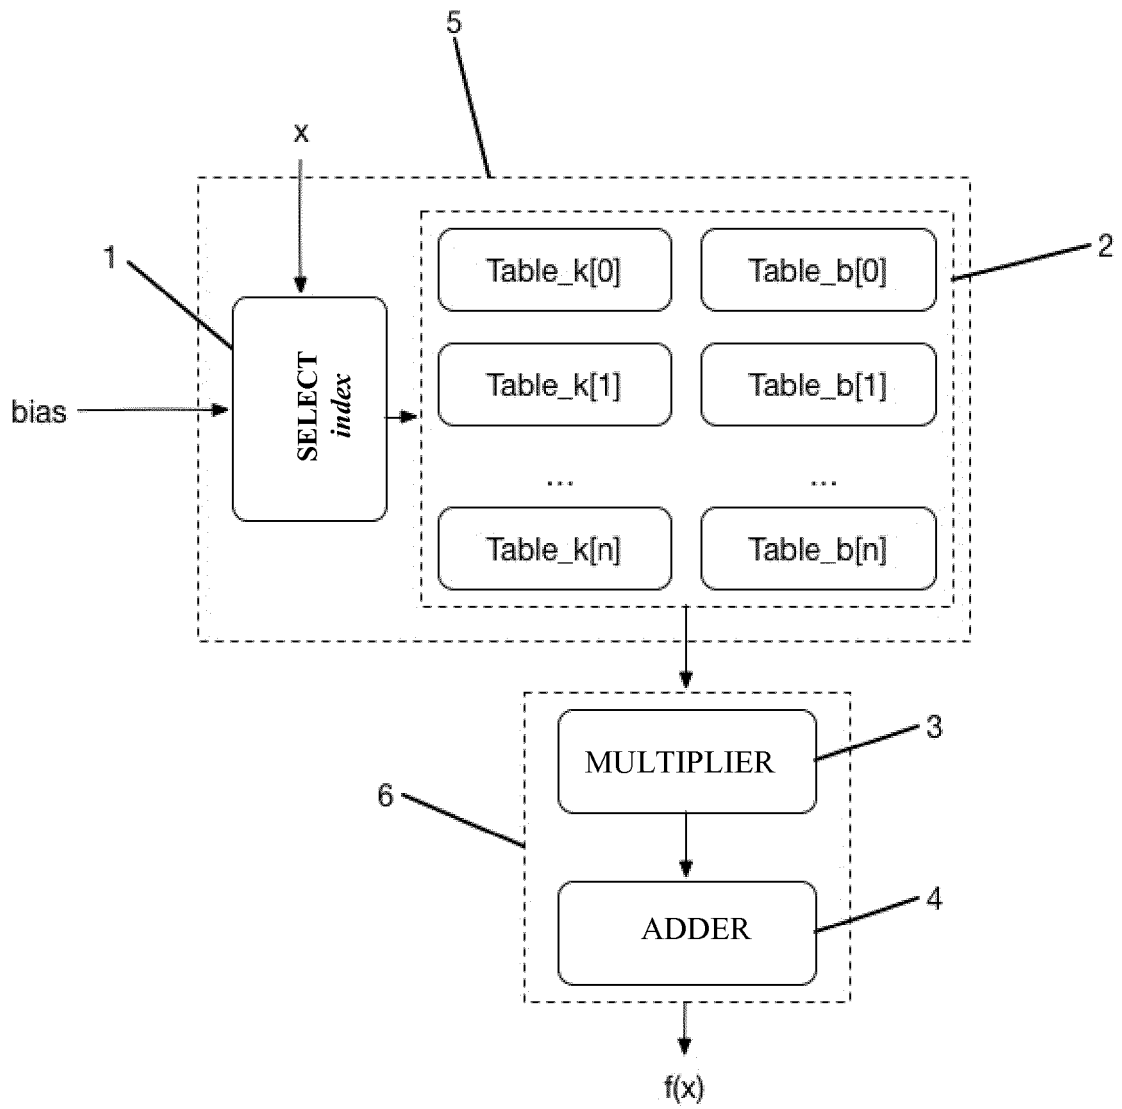 5
x
1
2
Table_k[0] Table_b[0]
SELECT
index
Table_k[1] Table_b[1]
bias
... ...
Table_k[n] Table_b[n]
3
MULTIPLIER
6
4
ADDER
f(x)